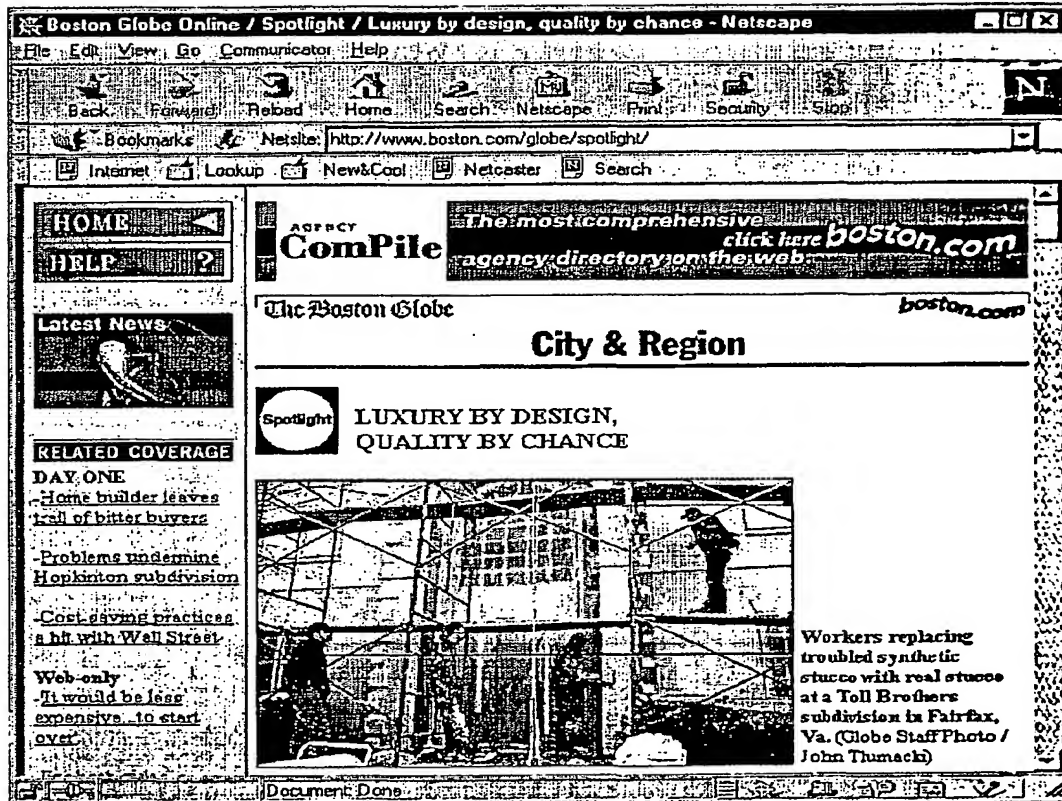 Boston Globe Online / Spotlight / Luxury by design, quality by chance - Netscape
File Edit View Go Communicator Help
Back Forward Reload Home Search Netscape Print Security Stop
N
Bookmarks Netsite: http://www.boston.com/globe/spotlight/
Internet Lookup New&Cool Netcaster Search
HOME
HELP ?
Latest News
RELATED COVERAGE
DAY ONE
-Home builder leaves
trail of bitter buyers
-Problems undermine
Hopkinton subdivision
-Cost-saving practices
a hit with Wall Street
Web-only
-'It would be less
expensive...to start
over'
AGENCY
ComPile
The most comprehensive
click here boston.com
agency directory on the web
The Boston Globe
boston.com
City & Region
Spotlight
LUXURY BY DESIGN,
QUALITY BY CHANCE
Workers replacing
troubled synthetic
stucco with real stucco
at a Toll Brothers
subdivision in Fairfax,
Va. (Globe Staff Photo /
John Tlumacki)
Document: Done